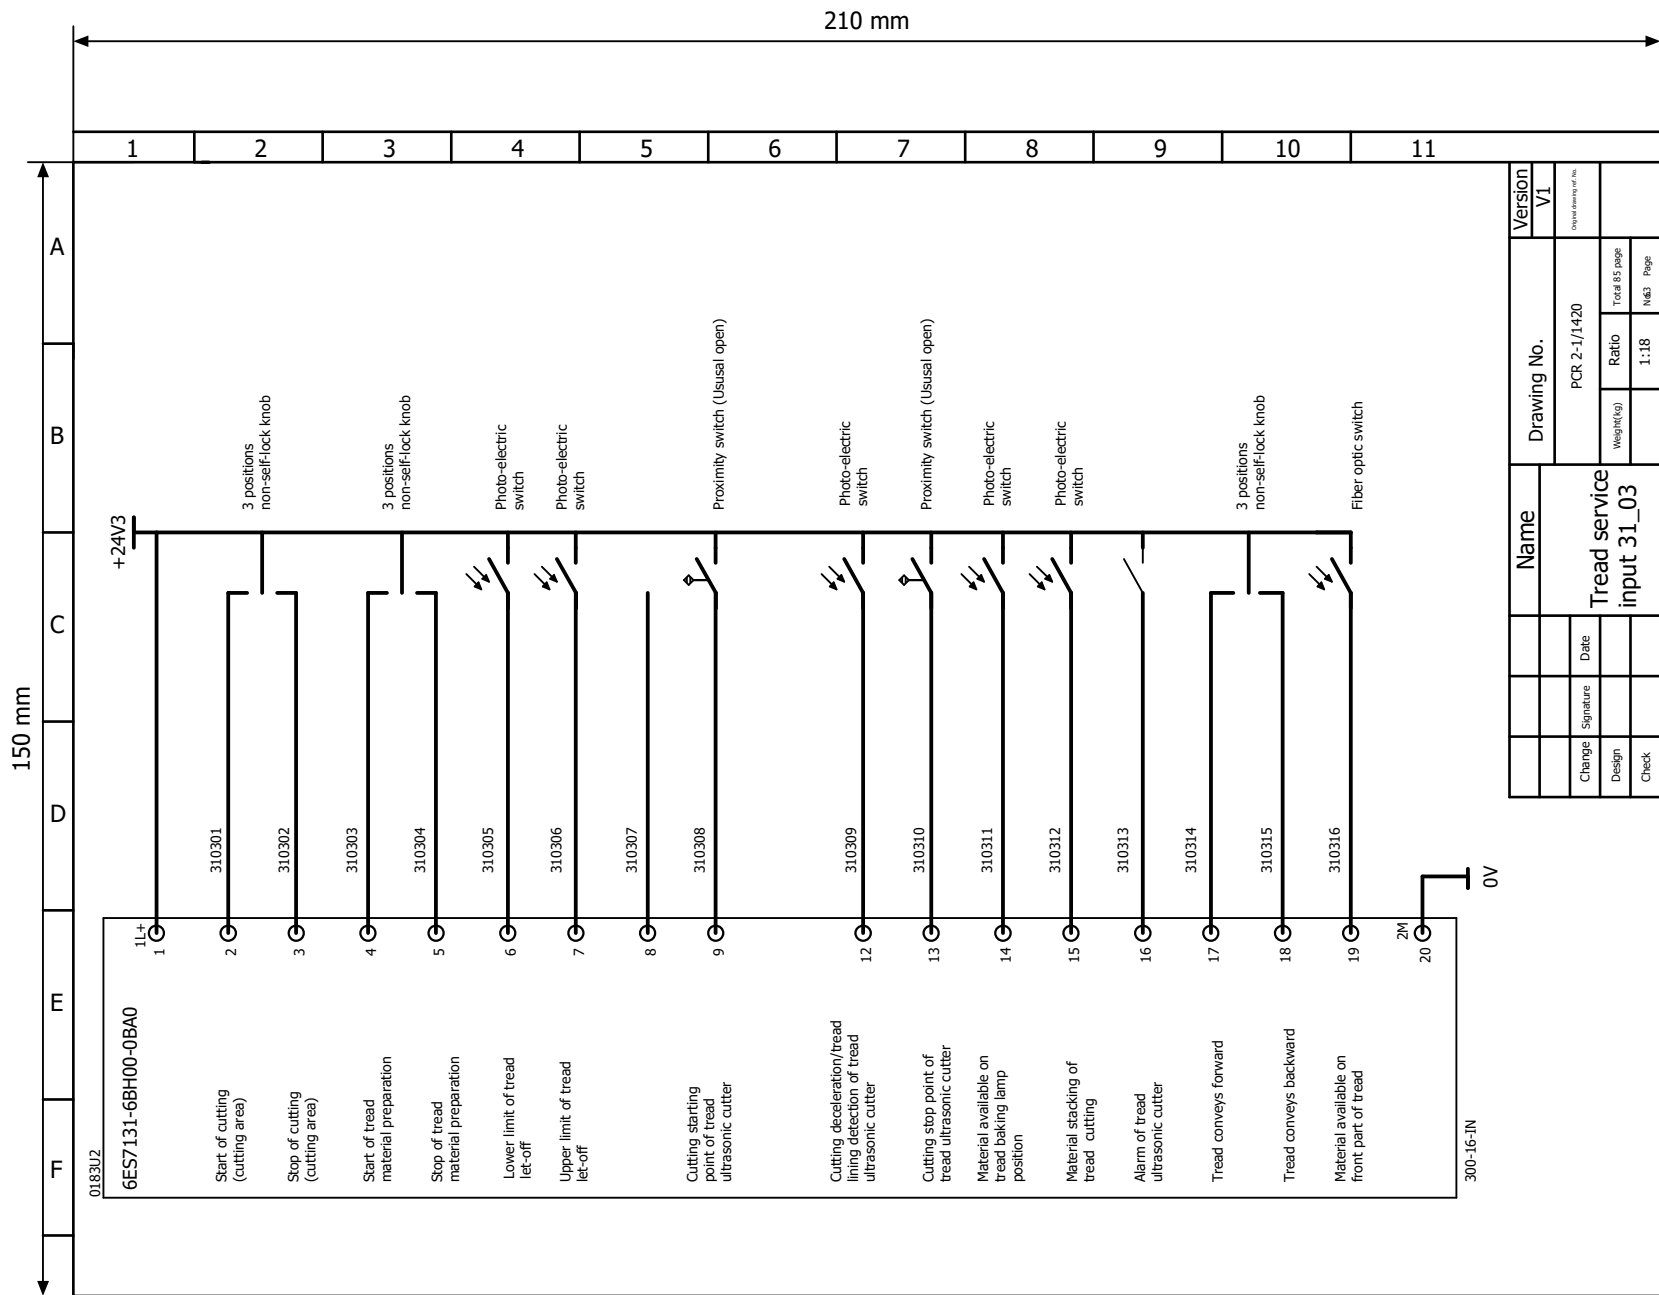 210 mm
1 2 3 4 5 6 7 8 9 10 11
150 mm
A
B
C
D
E
F
F
+24V3
3 positions
non-self-lock knob
3 positions
non-self-lock knob
Photo-electric
switch
Photo-electric
switch
Proximity switch (Ususal open)
Photo-electric
switch
Proximity switch (Ususal open)
Photo-electric
switch
Photo-electric
switch
3 positions
non-self-lock knob
Fiber optic switch
310301
310302
310303
310304
310305
310306
310307
310308
310309
310310
310311
310312
310313
310314
310315
310316
0V
1L+
1
2
3
4
5
6
7
8
9
12
13
14
15
16
17
18
19
2M
20
0183U2
6ES7131-6BH00-0BA0
Start of cutting
(cutting area)
Stop of cutting
(cutting area)
Start of tread
material preparation
Stop of tread
material preparation
Lower limit of tread
let-off
Upper limit of tread
let-off
Cutting starting
point of tread
ultrasonic cutter
Cutting deceleration/tread
lining detection of tread
ultrasonic cutter
Cutting stop point of
tread ultrasonic cutter
Material available on
tread baking lamp
position
Material stacking of
tread cutting
Alarm of tread
ultrasonic cutter
Tread conveys forward
Tread conveys backward
Material available on
front part of tread
300-16-IN
Name
Tread service
input 31_03
Drawing No.
PCR 2-1/1420
Version
V1
Original drawing ref. No.
Weight(kg)
Ratio
1:18
Total 85 page
Page
Change
Signature
Date
Design
Check